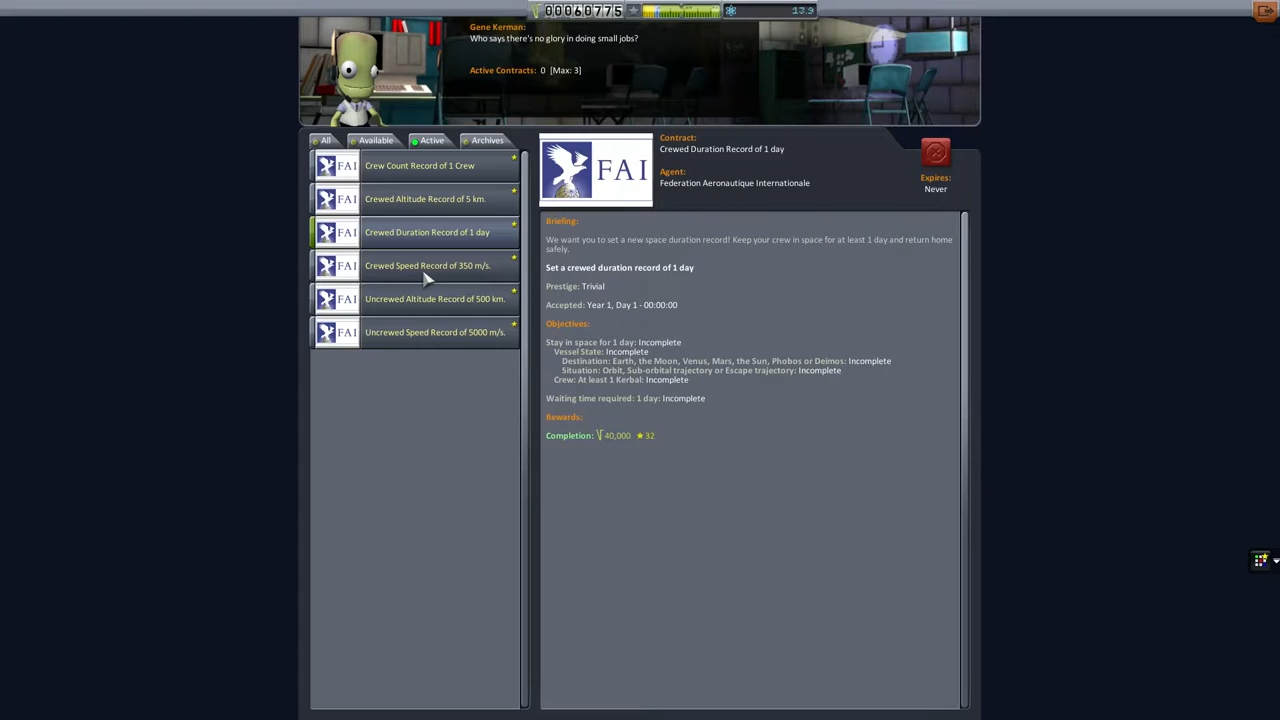 00060775
13.9
Gene Kerman:
Who says there's no glory in doing small jobs?
Active Contracts: 0 [Max: 3]
All
Available
Active
Archives
FAI Crew Count Record of 1 Crew
FAI Crewed Altitude Record of 5 km.
FAI Crewed Duration Record of 1 day
FAI Crewed Speed Record of 350 m/s.
FAI Uncrewed Altitude Record of 500 km.
FAI Uncrewed Speed Record of 5000 m/s.
FAI
Contract:
Crewed Duration Record of 1 day
Agent:
Federation Aeronautique Internationale
Expires:
Never
Briefing:
We want you to set a new space duration record! Keep your crew in space for at least 1 day and return home
safely.
Set a crewed duration record of 1 day
Prestige: Trivial
Accepted: Year 1, Day 1 - 00:00:00
Objectives:
Stay in space for 1 day: Incomplete
Vessel State: Incomplete
Destination: Earth, the Moon, Venus, Mars, the Sun, Phobos or Deimos: Incomplete
Situation: Orbit, Sub-orbital trajectory or Escape trajectory: Incomplete
Crew: At least 1 Kerbal: Incomplete
Waiting time required: 1 day: Incomplete
Rewards:
Completion: 40,000 ★ 32